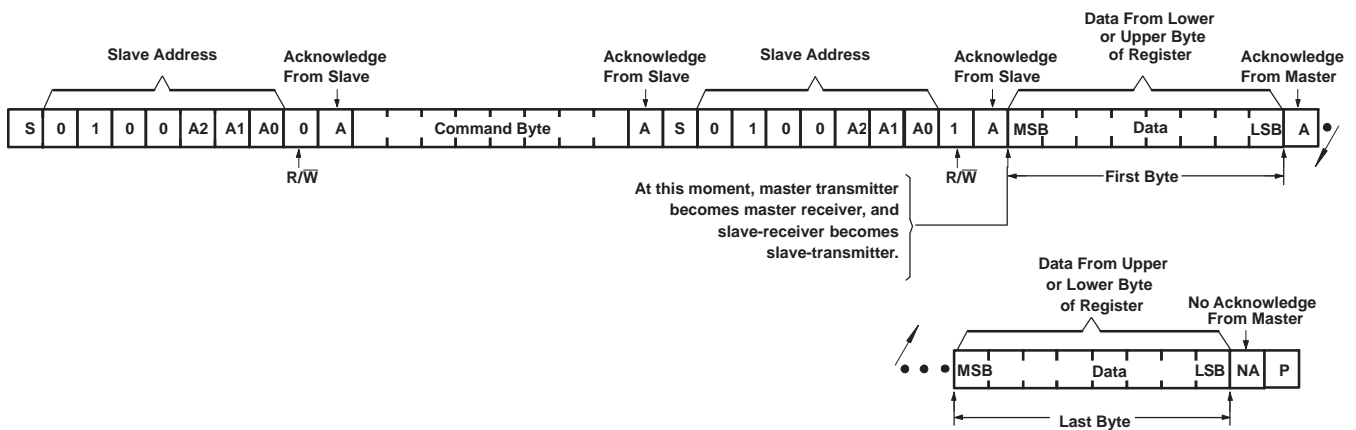 Slave Address
Acknowledge
From Slave
Acknowledge
From Slave
Slave Address
Acknowledge
From Slave
Data From Lower
or Upper Byte
of Register
Acknowledge
From Master
S 0 1 0 0 A2 A1 A0 0 A Command Byte A S 0 1 0 0 A2 A1 A0 1 A MSB Data LSB A
R/W̅
R/W̅
First Byte
At this moment, master transmitter
becomes master receiver, and
slave-receiver becomes
slave-transmitter.
Data From Upper
or Lower Byte
of Register
No Acknowledge
From Master
MSB Data LSB NA P
Last Byte